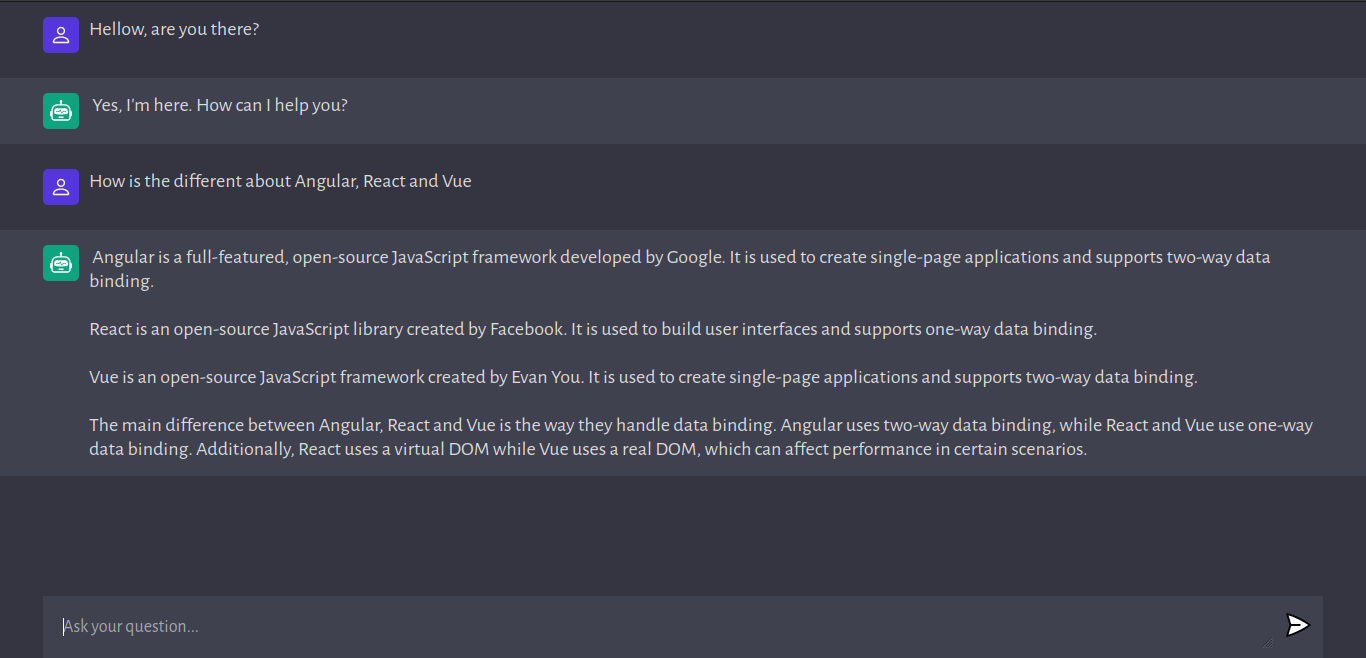 Hellow, are you there?
Yes, I'm here. How can I help you?
How is the different about Angular, React and Vue
Angular is a full-featured, open-source JavaScript framework developed by Google. It is used to create single-page applications and supports two-way data
binding.
React is an open-source JavaScript library created by Facebook. It is used to build user interfaces and supports one-way data binding.
Vue is an open-source JavaScript framework created by Evan You. It is used to create single-page applications and supports two-way data binding.
The main difference between Angular, React and Vue is the way they handle data binding. Angular uses two-way data binding, while React and Vue use one-way
data binding. Additionally, React uses a virtual DOM while Vue uses a real DOM, which can affect performance in certain scenarios.
Ask your question...